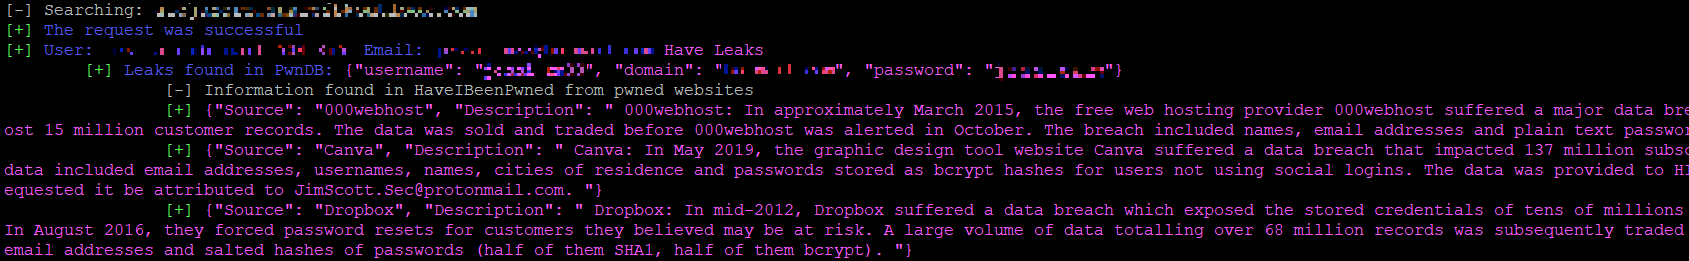 [-] Searching:
[+] The request was successful
[+] User: Email: Have Leaks
[+] Leaks found in PwnDB: {"username": "", "domain": "", "password": ""}
[-] Information found in HaveIBeenPwned from pwned websites
[+] {"Source": "000webhost", "Description": " 000webhost: In approximately March 2015, the free web hosting provider 000webhost suffered a major data bre
ost 15 million customer records. The data was sold and traded before 000webhost was alerted in October. The breach included names, email addresses and plain text passwor
[+] {"Source": "Canva", "Description": " Canva: In May 2019, the graphic design tool website Canva suffered a data breach that impacted 137 million subsc
data included email addresses, usernames, names, cities of residence and passwords stored as bcrypt hashes for users not using social logins. The data was provided to HI
equested it be attributed to JimScott.Sec@protonmail.com. "}
[+] {"Source": "Dropbox", "Description": " Dropbox: In mid-2012, Dropbox suffered a data breach which exposed the stored credentials of tens of millions
In August 2016, they forced password resets for customers they believed may be at risk. A large volume of data totalling over 68 million records was subsequently traded
email addresses and salted hashes of passwords (half of them SHA1, half of them bcrypt). "}